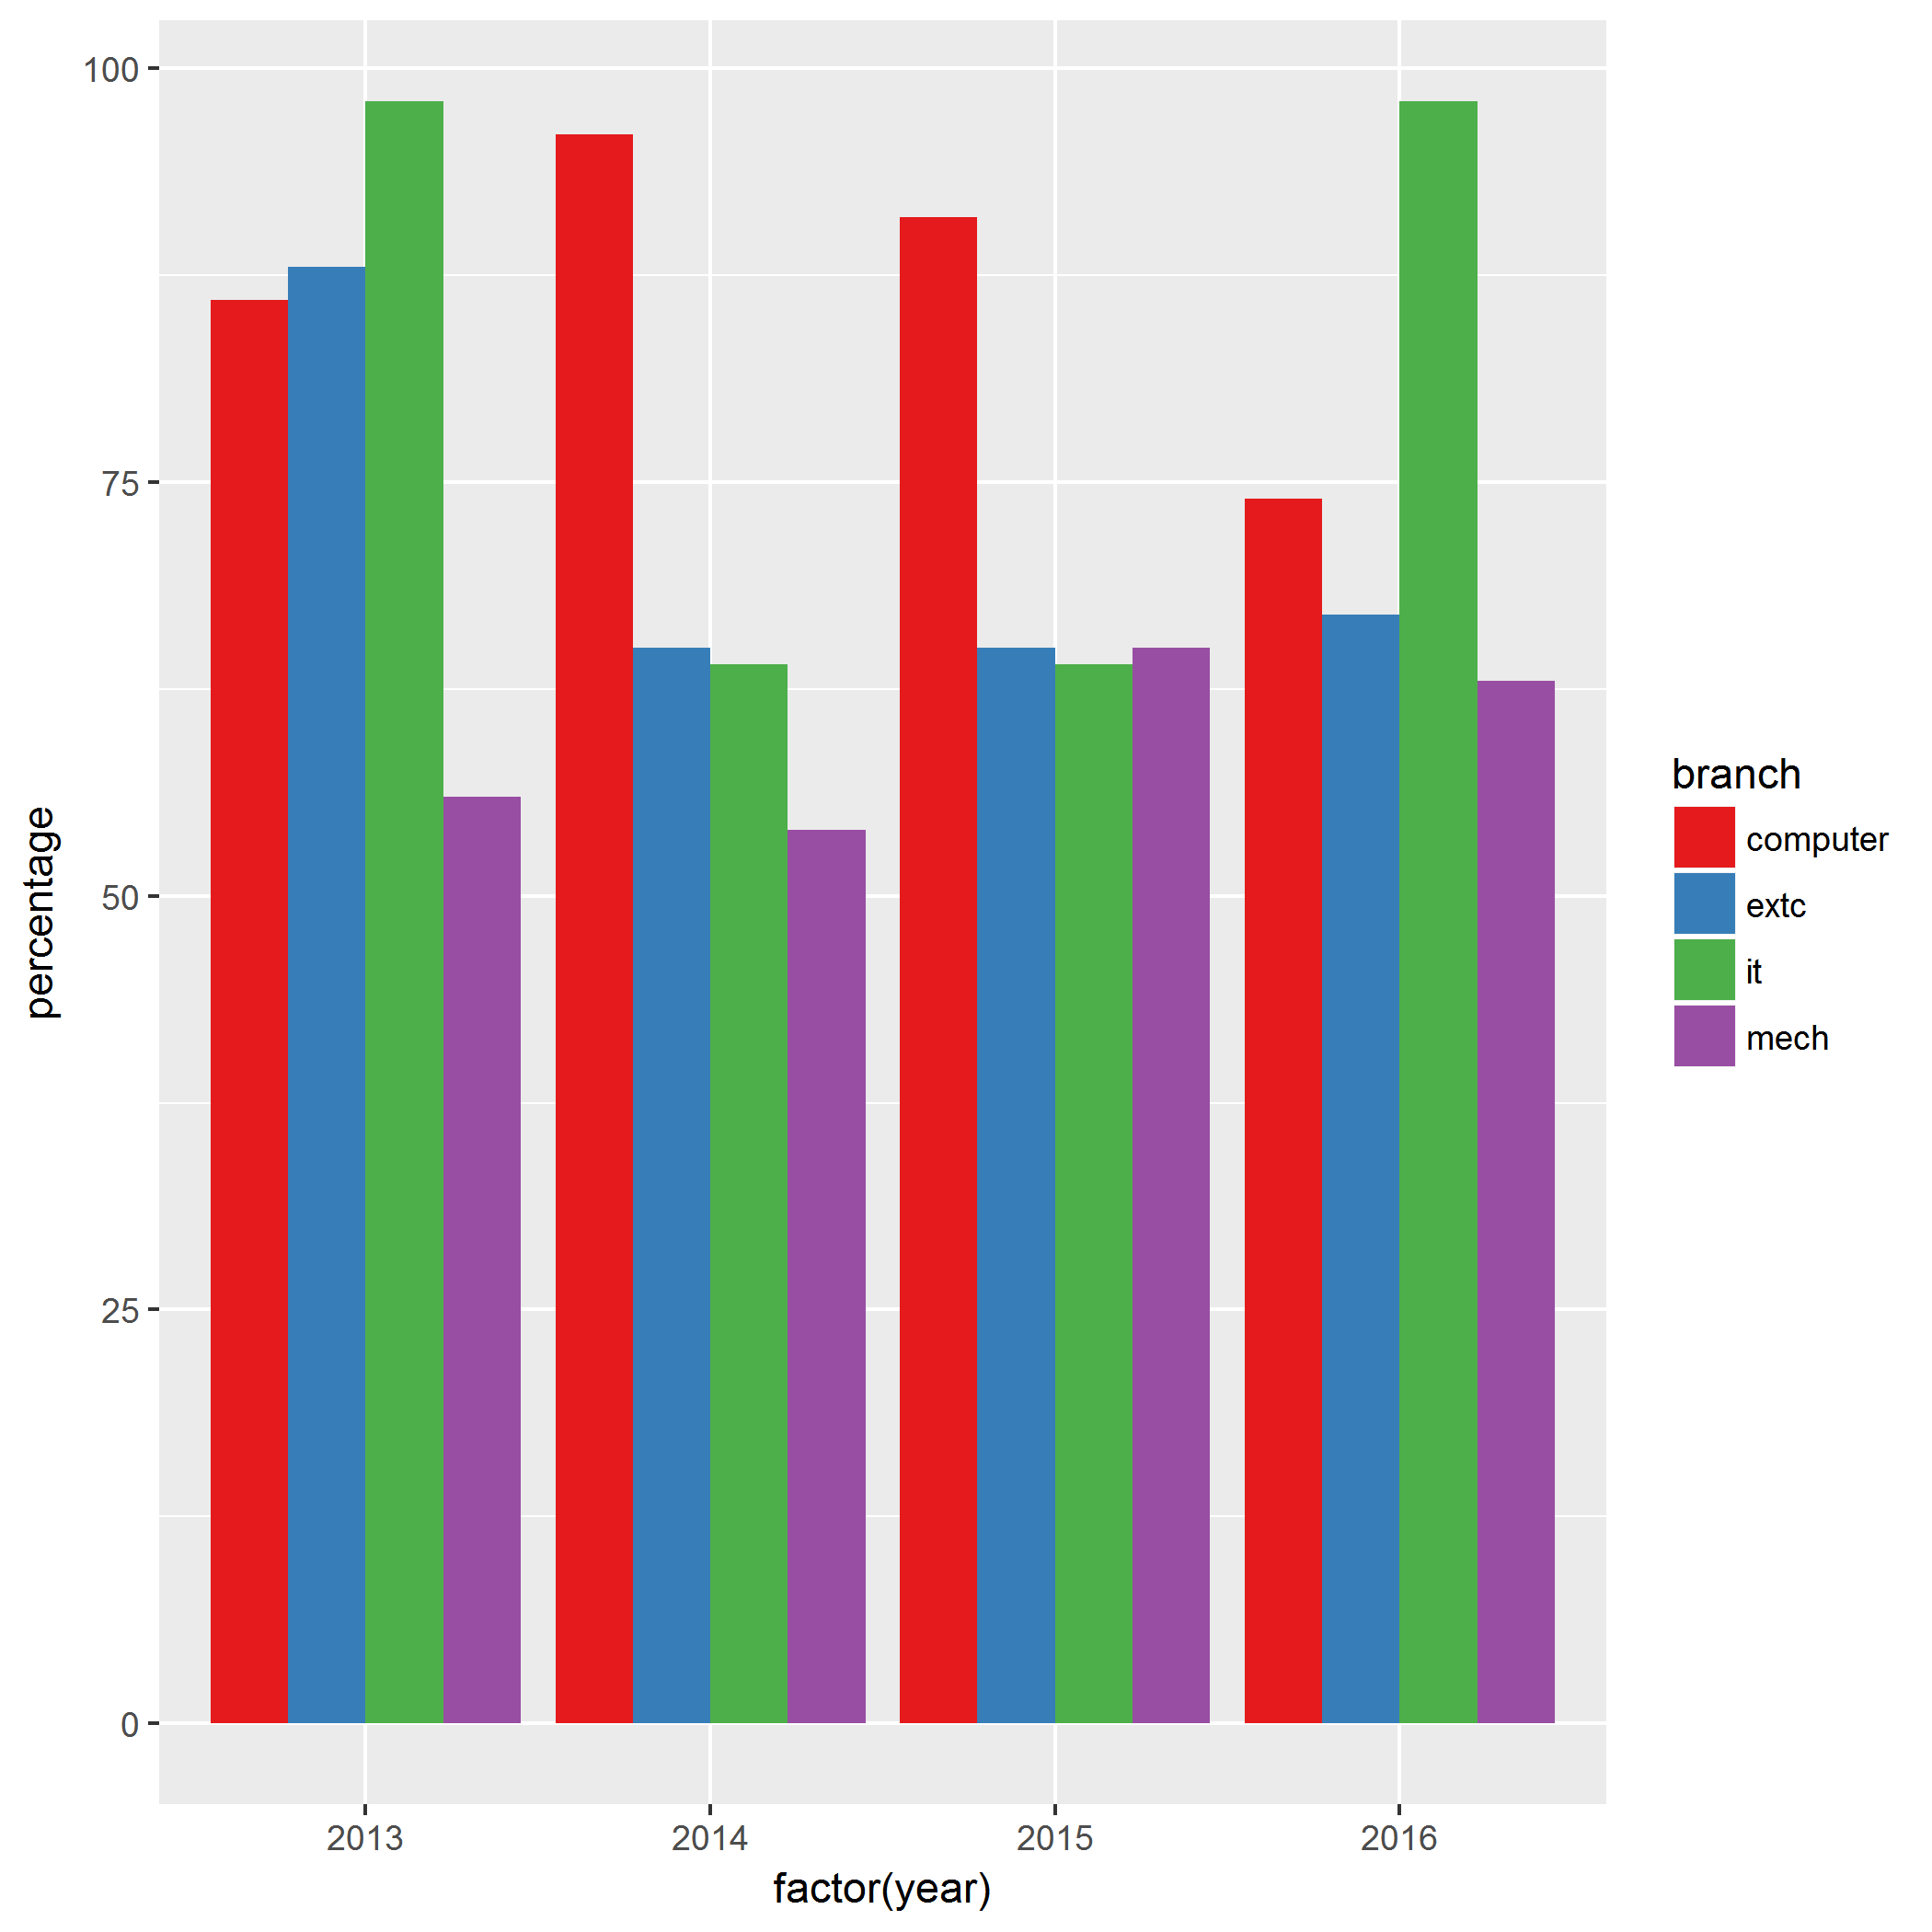 percentage
100
75
50
25
0
2013 2014 2015 2016
factor(year)
branch
computer
extc
it
mech